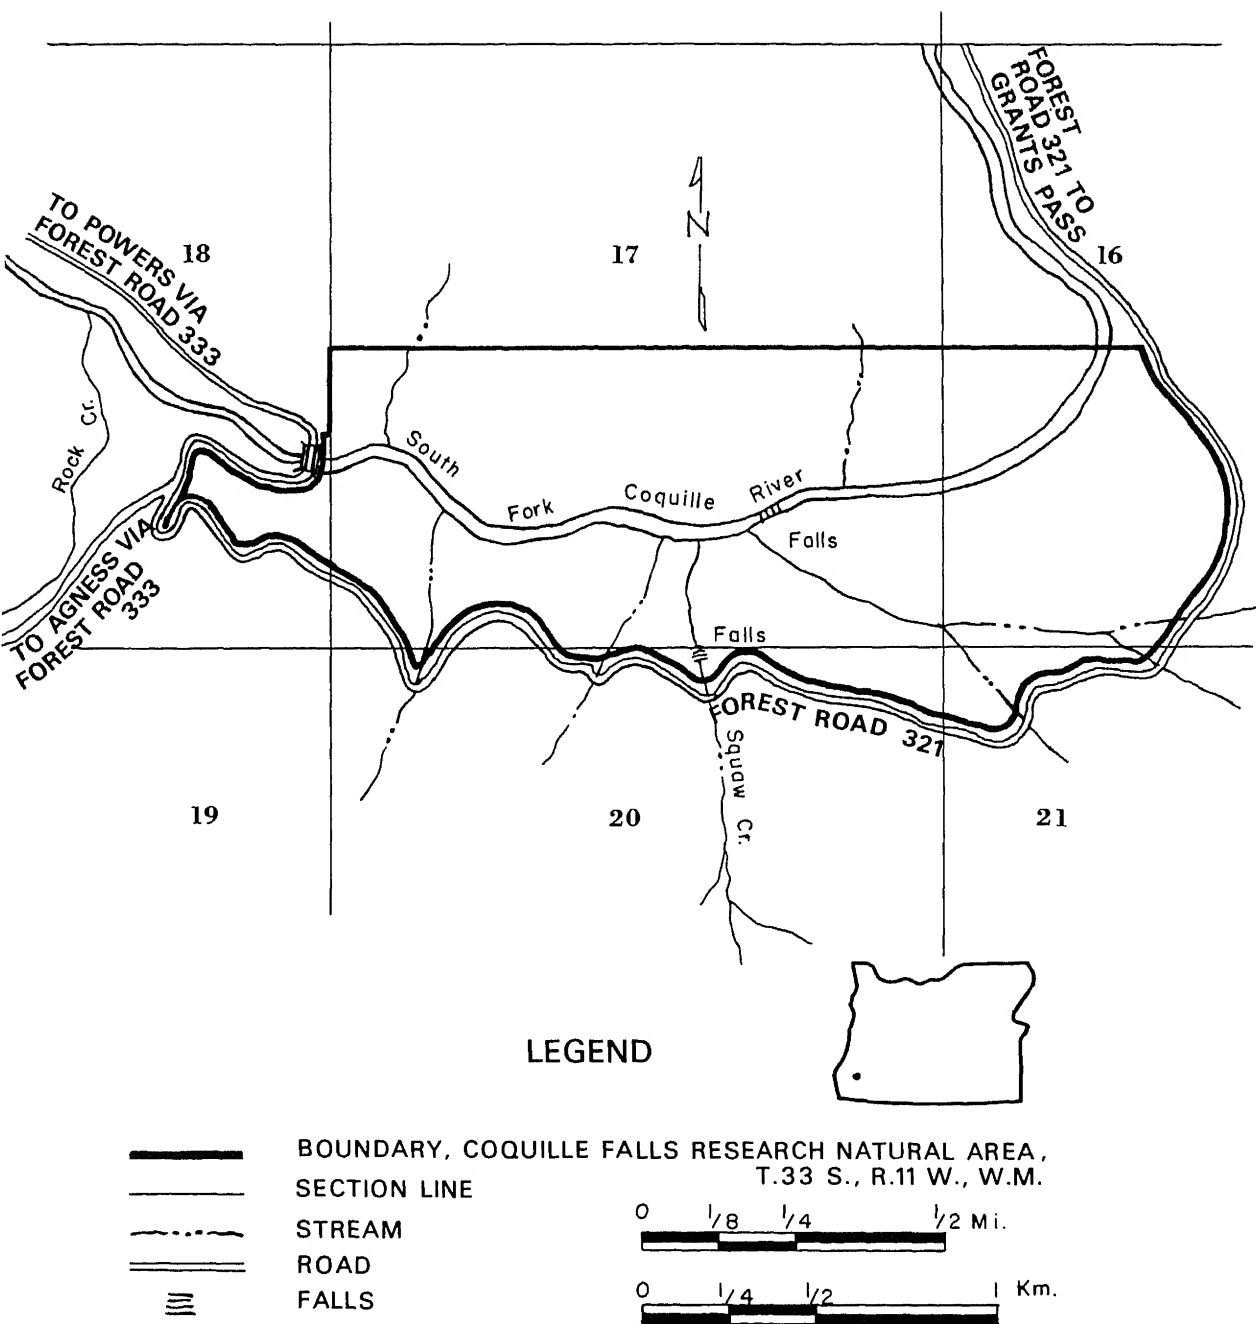 FOREST
ROAD 321 TO
GRANTS PASS
TO POWERS VIA
FOREST ROAD 333
18
17
16
N
Rock Cr.
South Fork Coquille River
Falls
TO AGNESS VIA
FOREST ROAD
333
Falls
FOREST ROAD 321
Squaw Cr.
19
20
21
LEGEND
BOUNDARY, COQUILLE FALLS RESEARCH NATURAL AREA,
T.33 S., R.11 W., W.M.
SECTION LINE
STREAM
ROAD
FALLS
0 1/8 1/4 1/2 Mi.
0 1/4 1/2 1 Km.